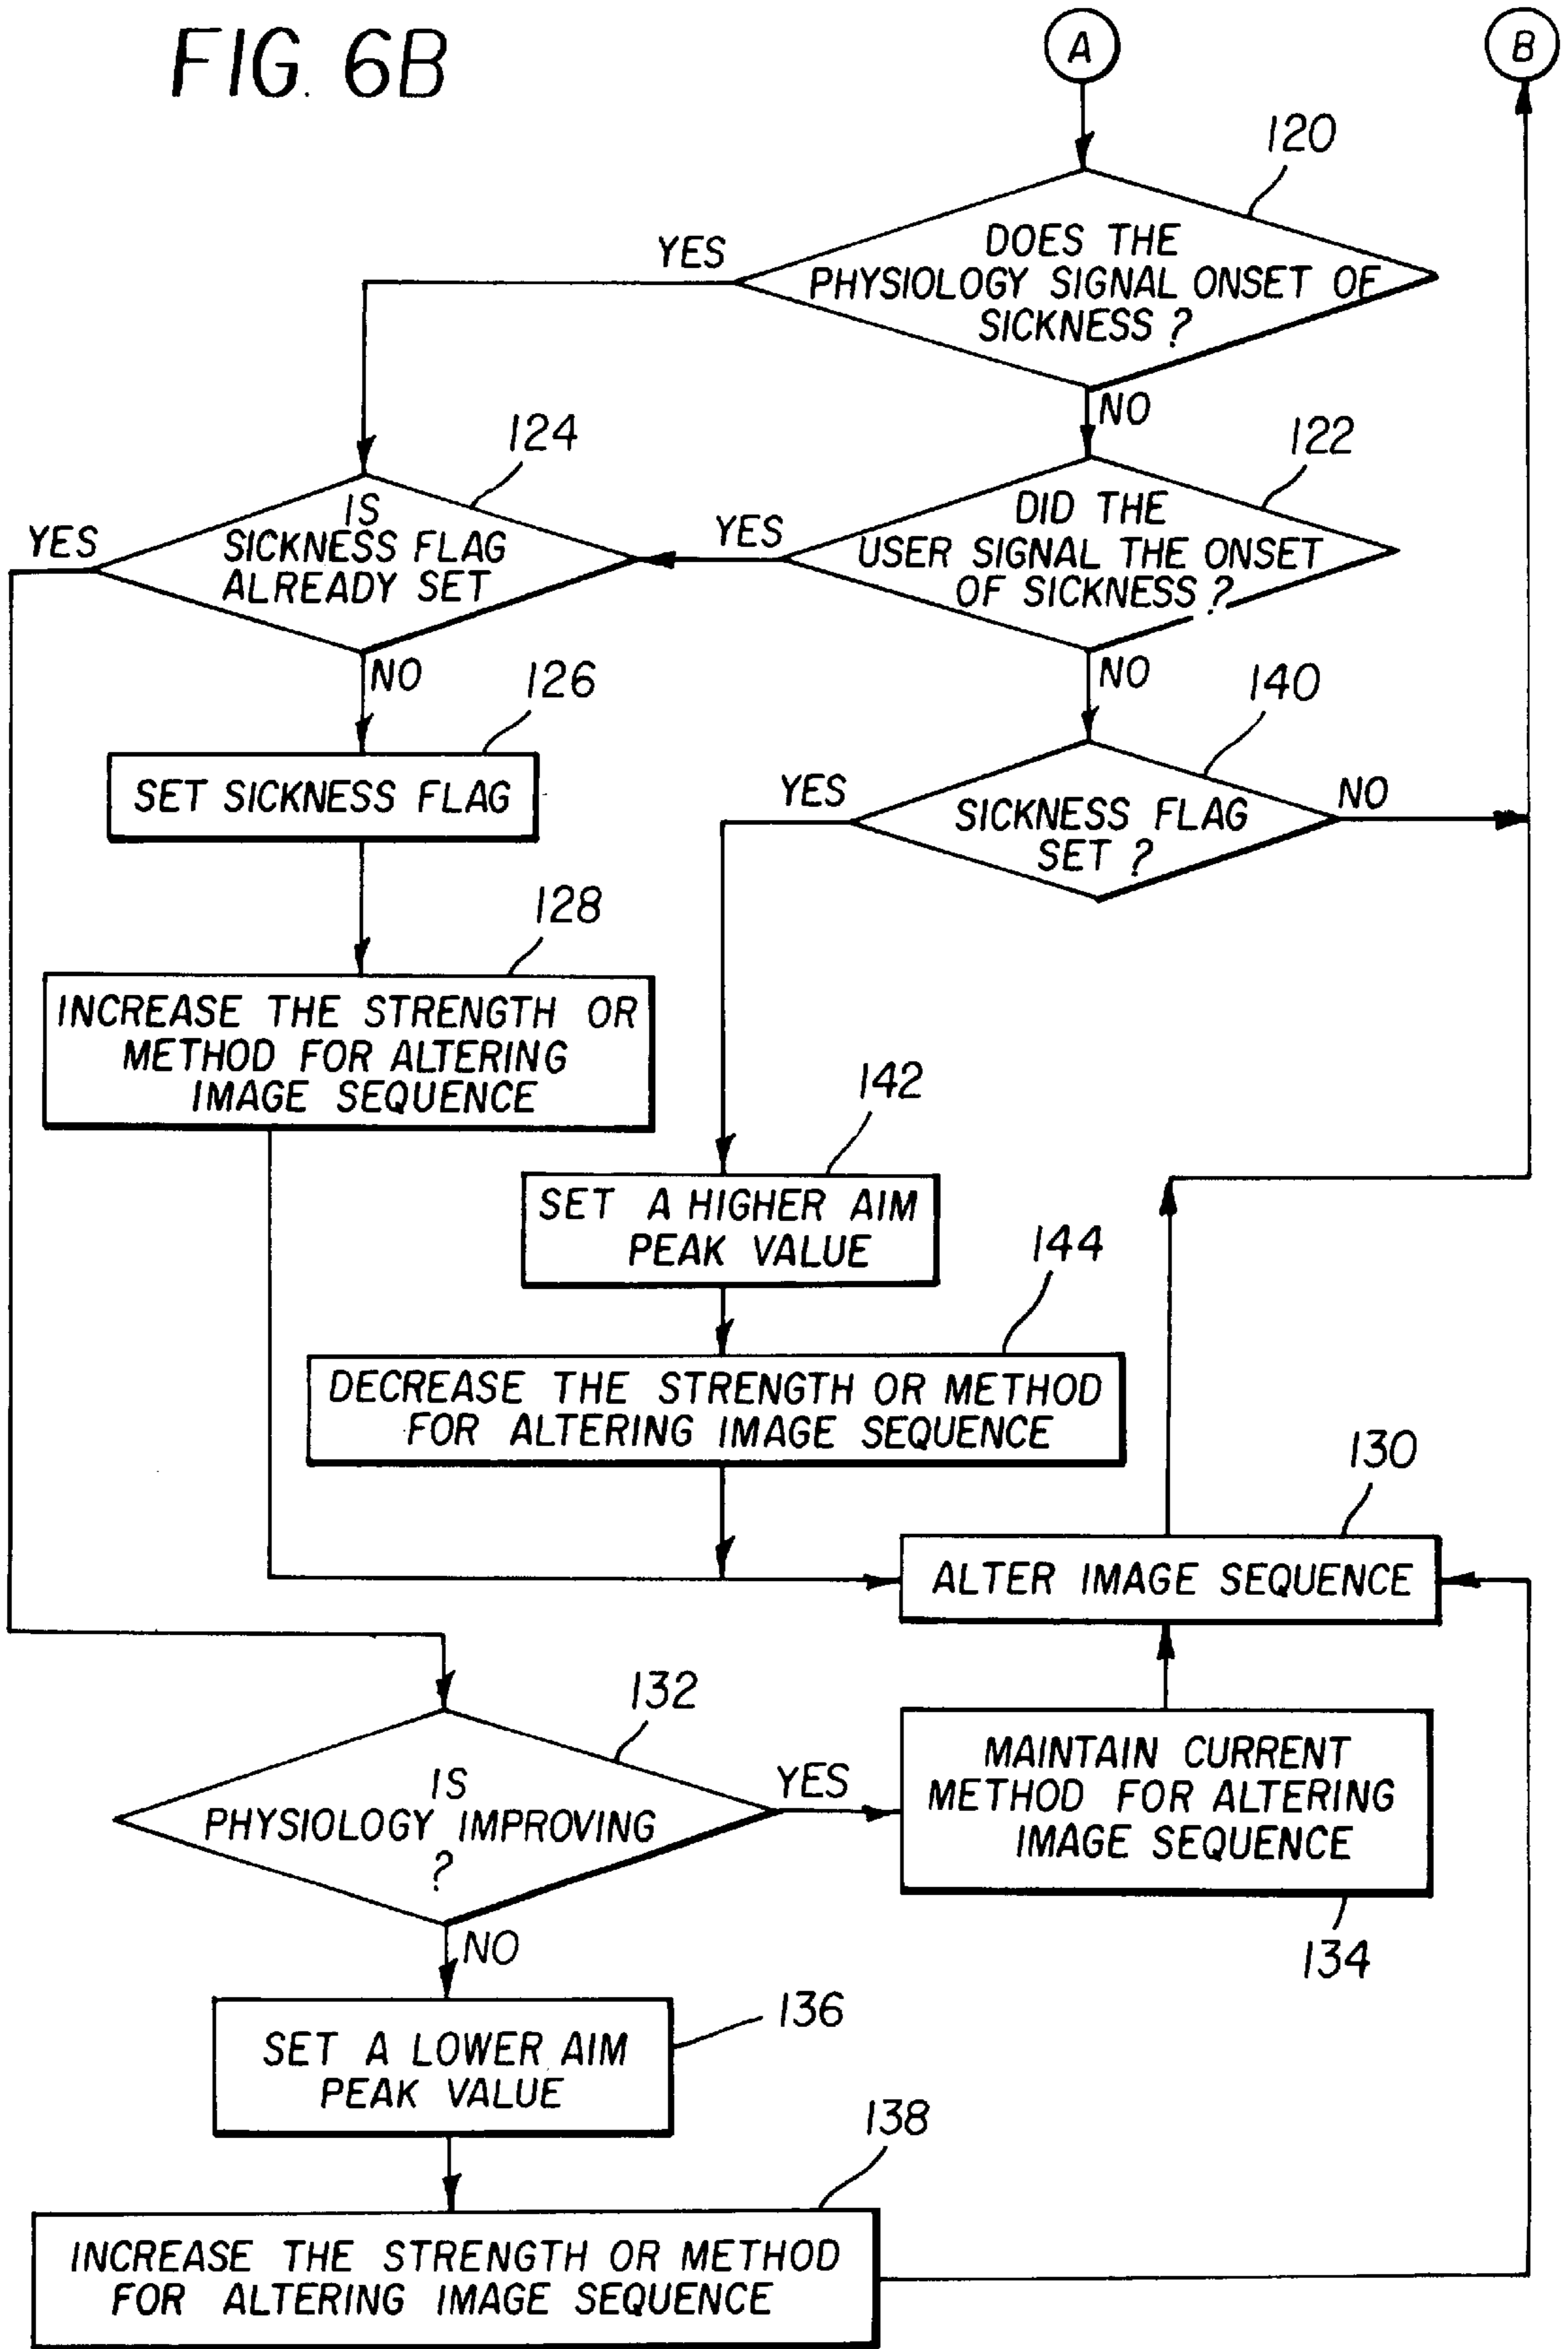 FIG. 6B
A
B
120
DOES THE
PHYSIOLOGY SIGNAL ONSET OF
SICKNESS ?
YES
NO
124
122
IS
SICKNESS FLAG
ALREADY SET
YES
YES
DID THE
USER SIGNAL THE ONSET
OF SICKNESS ?
NO
NO
126
140
SET SICKNESS FLAG
YES
SICKNESS FLAG
SET ?
NO
128
INCREASE THE STRENGTH OR
METHOD FOR ALTERING
IMAGE SEQUENCE
142
SET A HIGHER AIM
PEAK VALUE
144
DECREASE THE STRENGTH OR METHOD
FOR ALTERING IMAGE SEQUENCE
130
ALTER IMAGE SEQUENCE
132
IS
PHYSIOLOGY IMPROVING
?
YES
MAINTAIN CURRENT
METHOD FOR ALTERING
IMAGE SEQUENCE
134
NO
136
SET A LOWER AIM
PEAK VALUE
138
INCREASE THE STRENGTH OR METHOD
FOR ALTERING IMAGE SEQUENCE